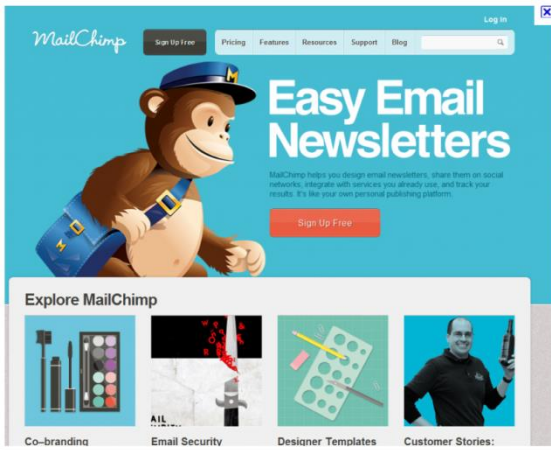 Log In
MailChimp
Sign Up Free
Pricing Features Resources Support Blog
Easy Email
Newsletters
MailChimp helps you design email newsletters, share them on social
networks, integrate with services you already use, and track your
results. It's like your own personal publishing platform.
Sign Up Free
Explore MailChimp
Co-branding Email Security Designer Templates Customer Stories: